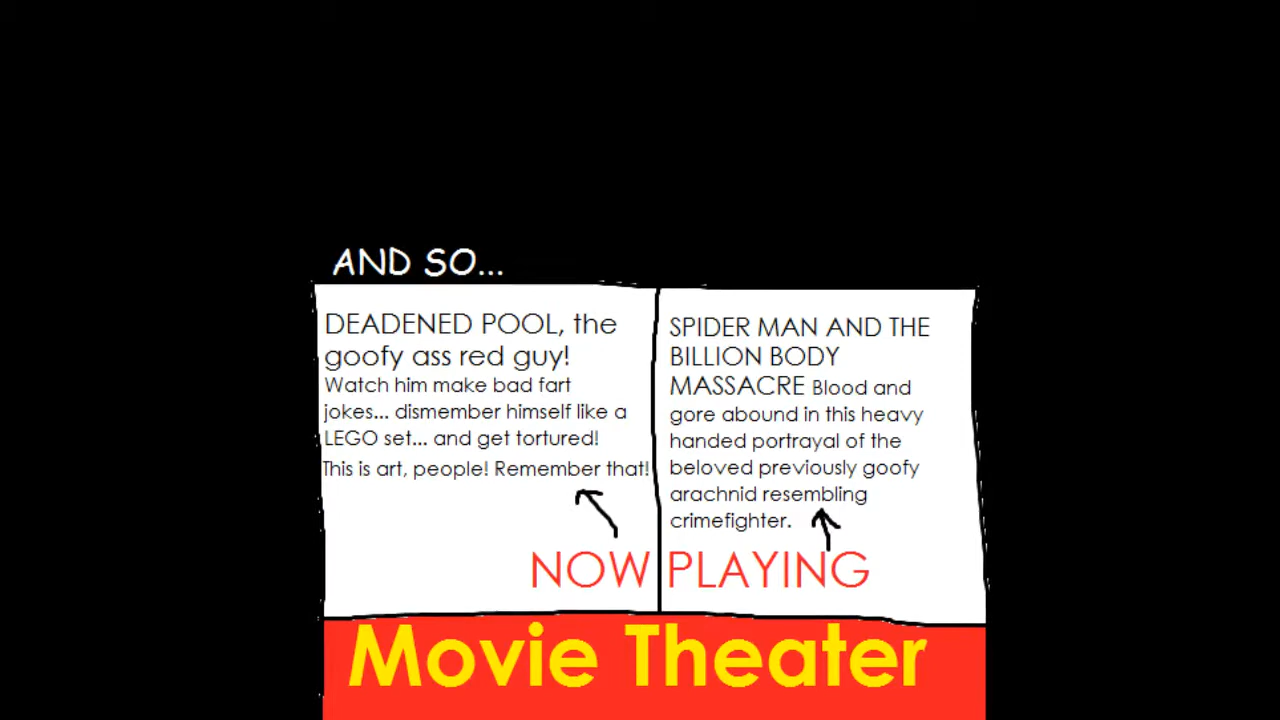 AND SO...
DEADENED POOL, the
goofy ass red guy!
Watch him make bad fart
jokes... dismember himself like a
LEGO set... and get tortured!
This is art, people! Remember that!
SPIDER MAN AND THE
BILLION BODY
MASSACRE Blood and
gore abound in this heavy
handed portrayal of the
beloved previously goofy
arachnid resembling
crimefighter.
NOW PLAYING
Movie Theater